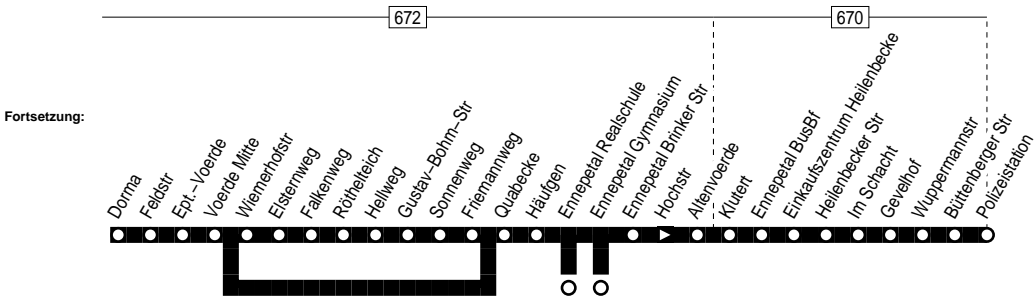 672
670
Fortsetzung:
Dorma
Feldstr
Ept.-Voerde
Voerde Mitte
Wiemerhofstr
Elsternweg
Falkenweg
Röthelteich
Hellweg
Gustav-Bohm-Str
Sonnenweg
Friemannweg
Quabecke
Häufgen
Ennepetal Realschule
Ennepetal Gymnasium
Ennepetal Brinker Str
Hochstr
Altenvoerde
Klutert
Ennepetal BusBf
Einkaufszentrum Heilenbecke
Heilenbecker Str
Im Schacht
Gevelhof
Wuppermannstr
Büttenberger Str
Polizeistation